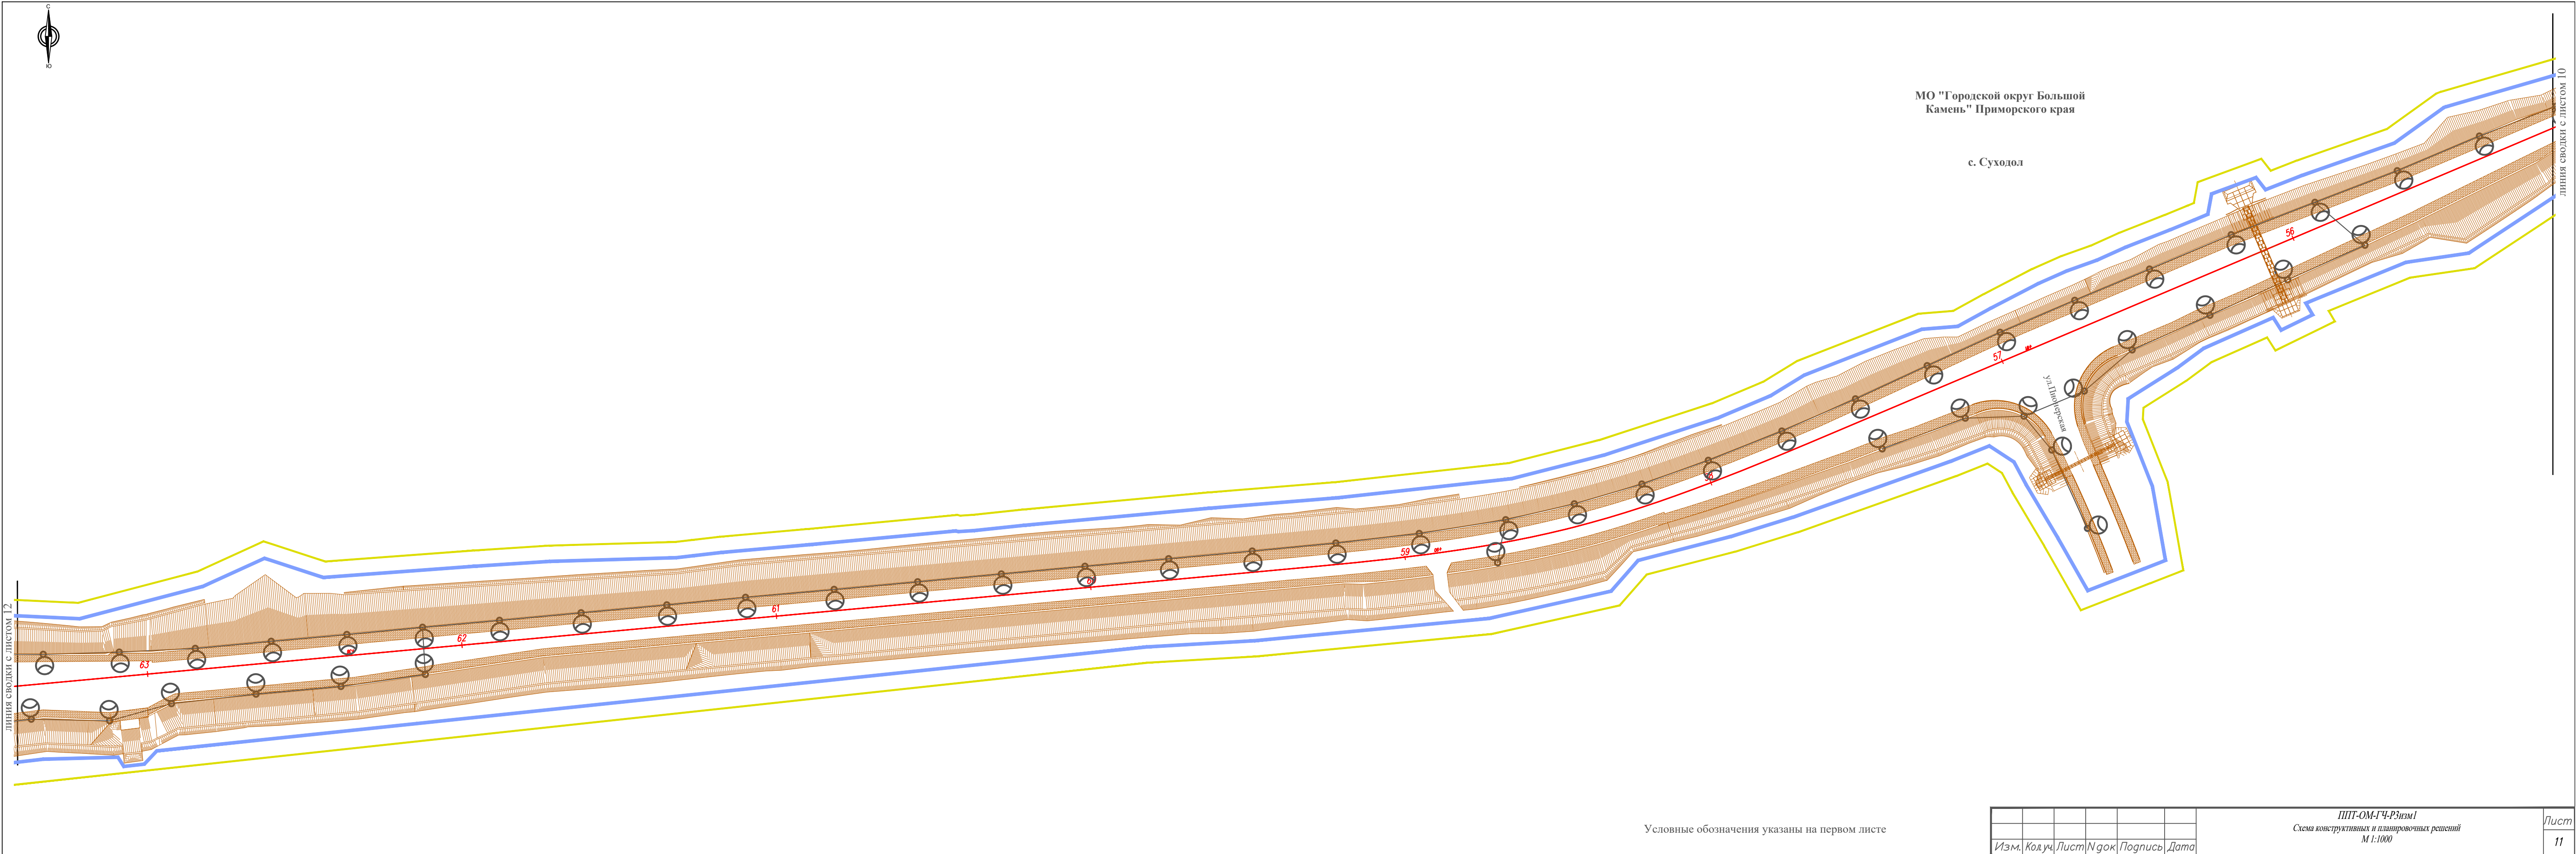 С
Ю
МО "Городской округ Большой
Камень" Приморского края
с. Суходол
линия сводки с листом 10
56
57
ул.Пионерская
59
61
62
63
линия сводки с листом 12
Условные обозначения указаны на первом листе
ППТ-ОМ-ГЧ-РЗизм1
Схема конструктивных и планировочных решений
М 1:1000
Лист
11
Изм. Кол.уч Лист N док Подпись Дата